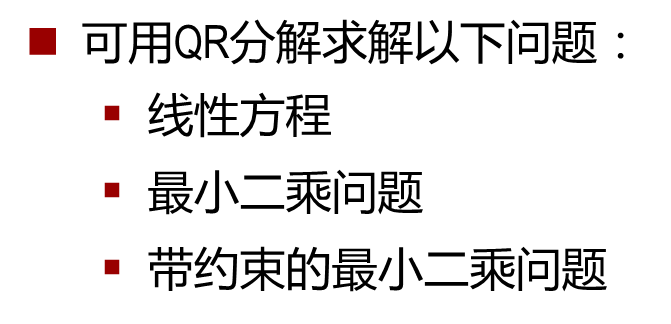 可用QR分解求解以下问题：
线性方程
最小二乘问题
带约束的最小二乘问题